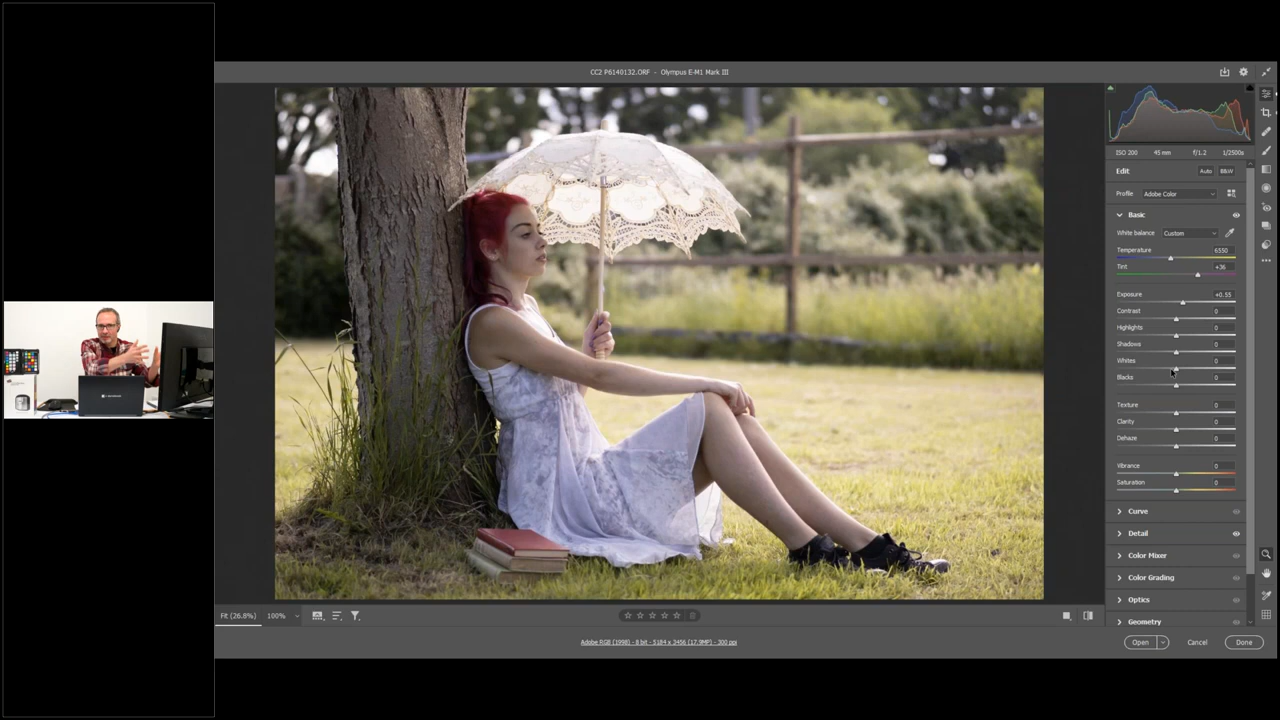 CC2 P6140132.ORF - Olympus E-M1 Mark III
ISO 200 45 mm f/1.2 1/2500s
Edit Auto B&W
Profile Adobe Color
Basic
White balance Custom
Temperature 6550
Tint +36
Exposure +0.55
Contrast 0
Highlights 0
Shadows 0
Whites 0
Blacks 0
Texture 0
Clarity 0
Dehaze 0
Vibrance 0
Saturation 0
Curve
Detail
Color Mixer
Color Grading
Optics
Geometry
Fit (26.8%) 100%
Adobe RGB (1998) - 8 bit - 5184 x 3456 (17.9MP) - 300 ppi
Open Cancel Done